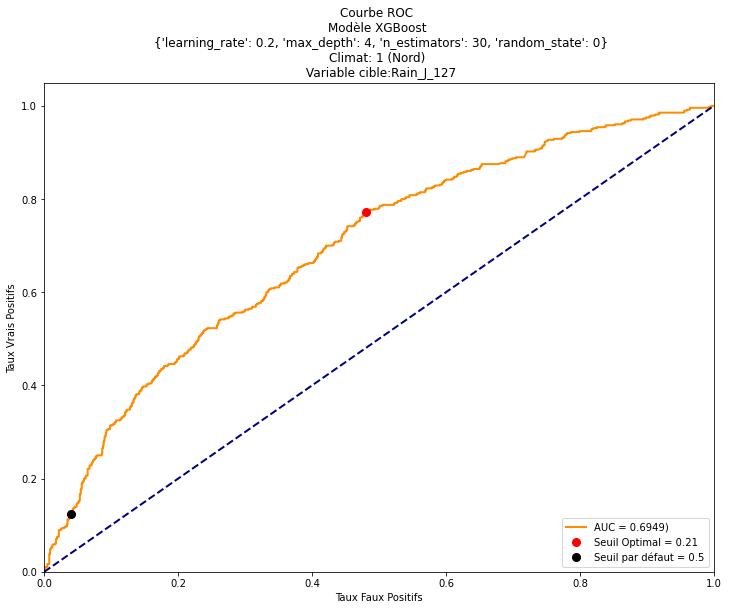 Courbe ROC
Modèle XGBoost
{'learning_rate': 0.2, 'max_depth': 4, 'n_estimators': 30, 'random_state': 0}
Climat: 1 (Nord)
Variable cible:Rain_J_127
1.0
0.8
0.6
0.4
0.2
0.0
Taux Vrais Positifs
AUC = 0.6949)
Seuil Optimal = 0.21
Seuil par défaut = 0.5
0.0 0.2 0.4 0.6 0.8 1.0
Taux Faux Positifs